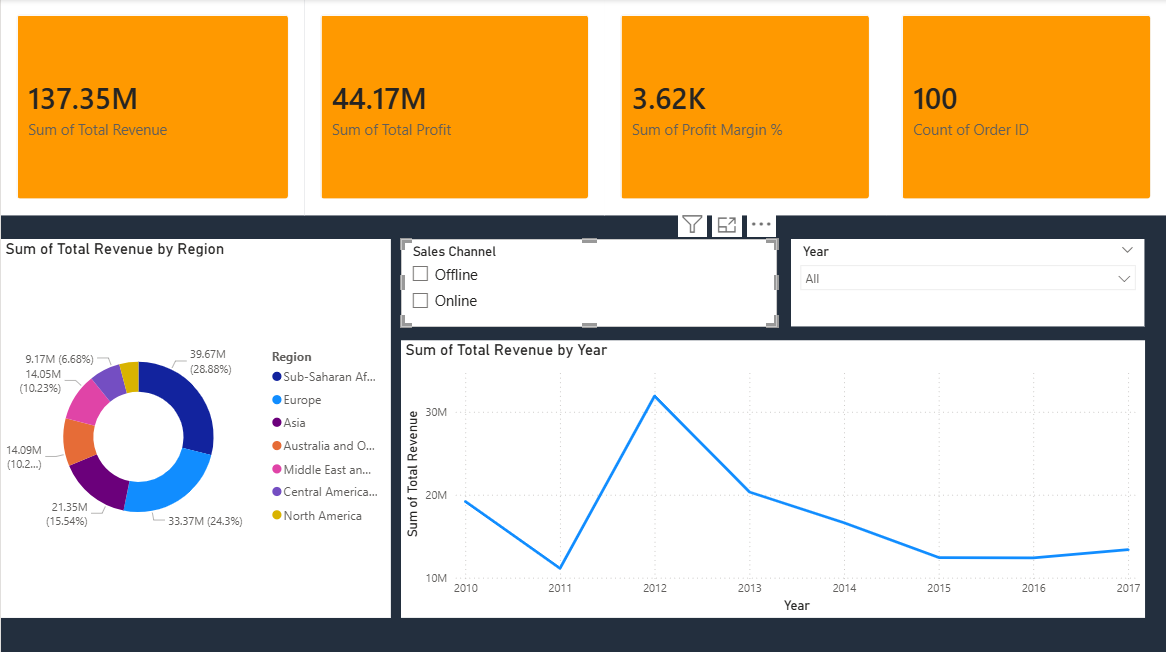 137.35M
Sum of Total Revenue
44.17M
Sum of Total Profit
3.62K
Sum of Profit Margin %
100
Count of Order ID
Sum of Total Revenue by Region
39.67M
(28.88%)
33.37M (24.3%)
21.35M
(15.54%)
14.09M
(10.2...)
14.05M
(10.23%)
9.17M (6.68%)
Region
Sub-Saharan Af...
Europe
Asia
Australia and O...
Middle East an...
Central America...
North America
Sales Channel
Offline
Online
Year
All
Sum of Total Revenue by Year
Sum of Total Revenue
30M
20M
10M
2010 2011 2012 2013 2014 2015 2016 2017
Year